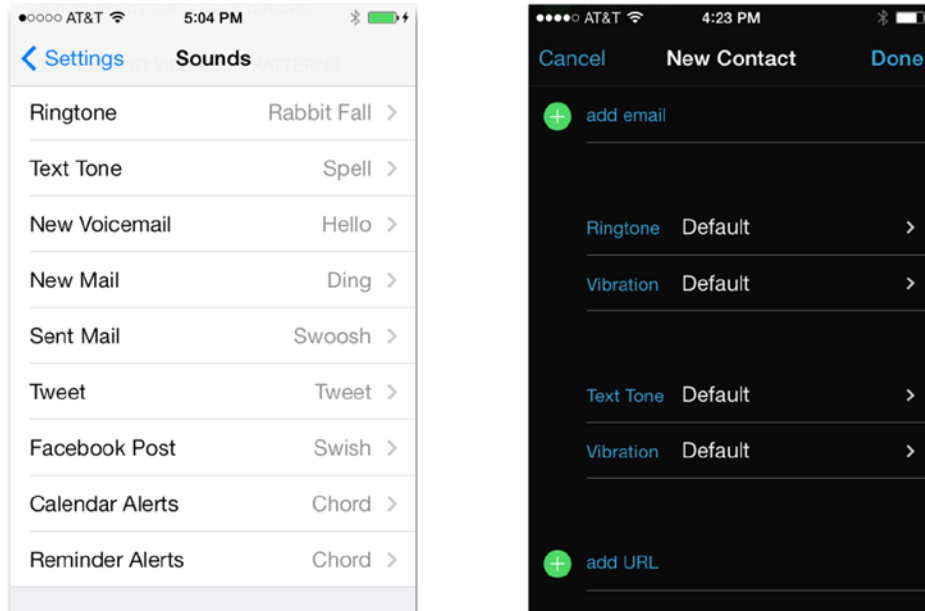 AT&T 5:04 PM
Settings Sounds
Ringtone Rabbit Fall
Text Tone Spell
New Voicemail Hello
New Mail Ding
Sent Mail Swoosh
Tweet Tweet
Facebook Post Swish
Calendar Alerts Chord
Reminder Alerts Chord
AT&T 4:23 PM
Cancel New Contact Done
add email
Ringtone Default
Vibration Default
Text Tone Default
Vibration Default
add URL